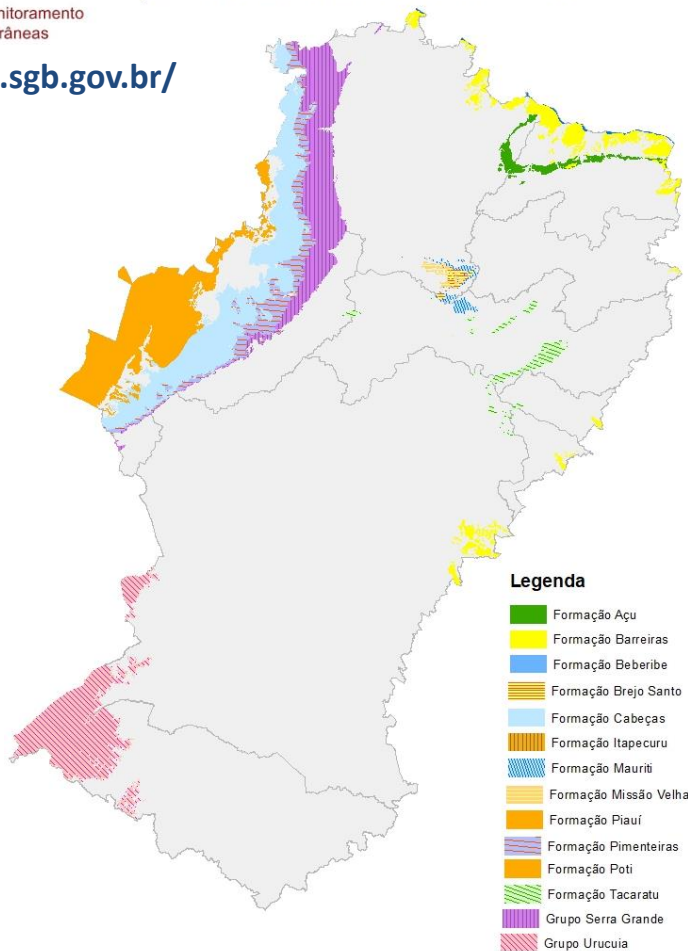 nitoramento
râneas
.sgb.gov.br/
Legenda
Formação Açu
Formação Barreiras
Formação Beberibe
Formação Brejo Santo
Formação Cabeças
Formação Itapecuru
Formação Mauriti
Formação Missão Velha
Formação Piauí
Formação Pimenteiras
Formação Poti
Formação Tacaratu
Grupo Serra Grande
Grupo Urucuia